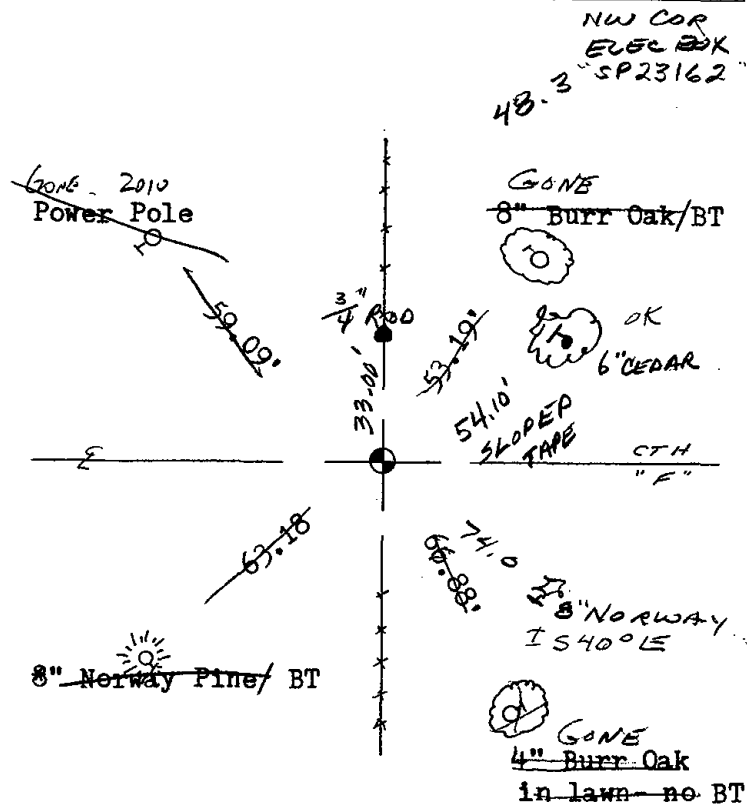 NW COR
ELEC BOX
"SP23162"
48.3
GONE - 2010
Power Pole
GONE
8" Burr Oak/BT
59.09'
3/4" ROD
33.00'
53.19'
OK
6" CEDAR
54.10'
SLOPED
TAPE
℄
CTH
"F"
63.18
66.88'
74.0
8" NORWAY
± S40°E
8" Norway Pine/ BT
GONE
4" Burr Oak
in lawn- no BT